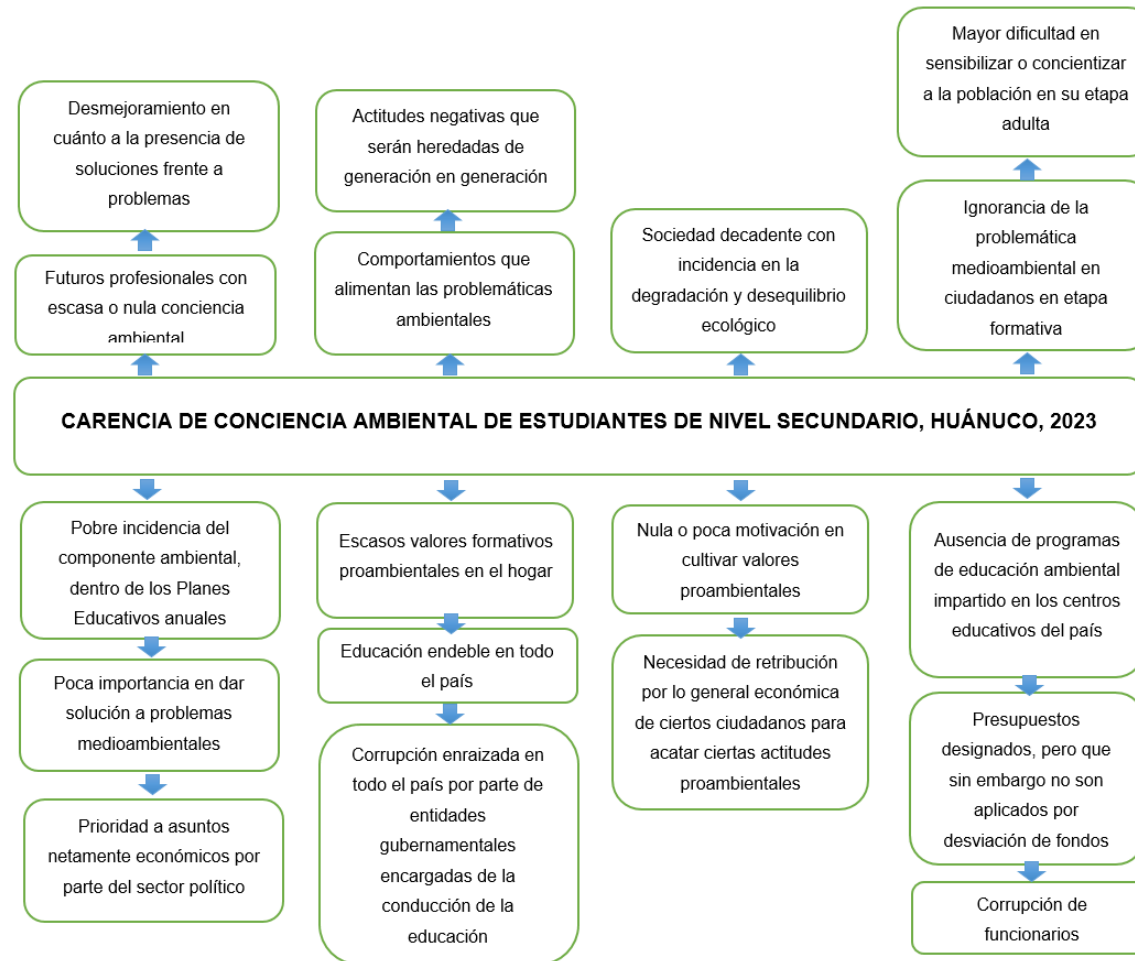 Desmejoramiento en
cuánto a la presencia de
soluciones frente a
problemas
Actitudes negativas que
serán heredadas de
generación en generación
Mayor dificultad en
sensibilizar o concientizar
a la población en su etapa
adulta
Futuros profesionales con
escasa o nula conciencia
ambiental
Comportamientos que
alimentan las problemáticas
ambientales
Sociedad decadente con
incidencia en la
degradación y desequilibrio
ecológico
Ignorancia de la
problemática
medioambiental en
ciudadanos en etapa
formativa
CARENCIA DE CONCIENCIA AMBIENTAL DE ESTUDIANTES DE NIVEL SECUNDARIO, HUÁNUCO, 2023
Pobre incidencia del
componente ambiental,
dentro de los Planes
Educativos anuales
Escasos valores formativos
proambientales en el hogar
Nula o poca motivación en
cultivar valores
proambientales
Ausencia de programas
de educación ambiental
impartido en los centros
educativos del país
Poca importancia en dar
solución a problemas
medioambientales
Educación endeble en todo
el país
Necesidad de retribución
por lo general económica
de ciertos ciudadanos para
acatar ciertas actitudes
proambientales
Presupuestos
designados, pero que
sin embargo no son
aplicados por
desviación de fondos
Prioridad a asuntos
netamente económicos por
parte del sector político
Corrupción enraizada en
todo el país por parte de
entidades
gubernamentales
encargadas de la
conducción de la
educación
Corrupción de
funcionarios